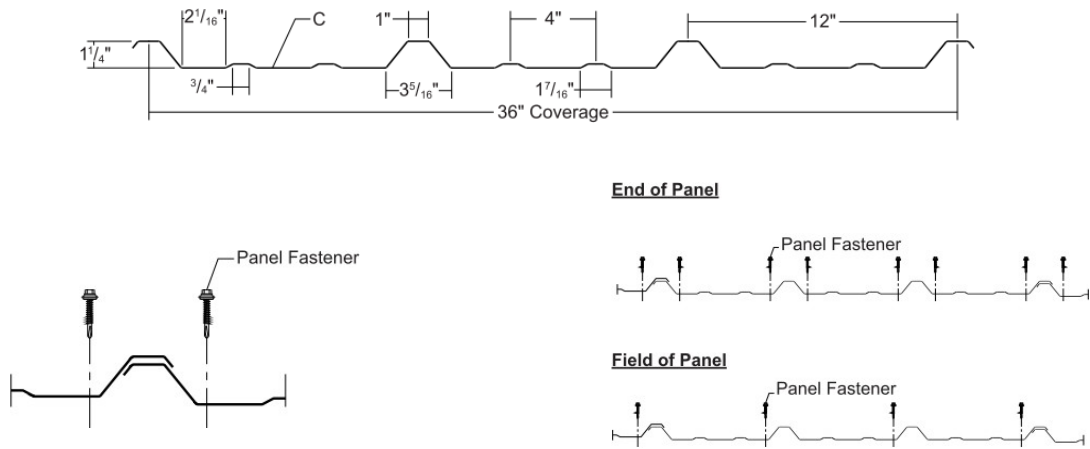 2 1/16" C 1" 4" 12"
1 1/4"
3/4" 3 5/16" 1 7/16"
36" Coverage
End of Panel
Panel Fastener
Panel Fastener
Field of Panel
Panel Fastener